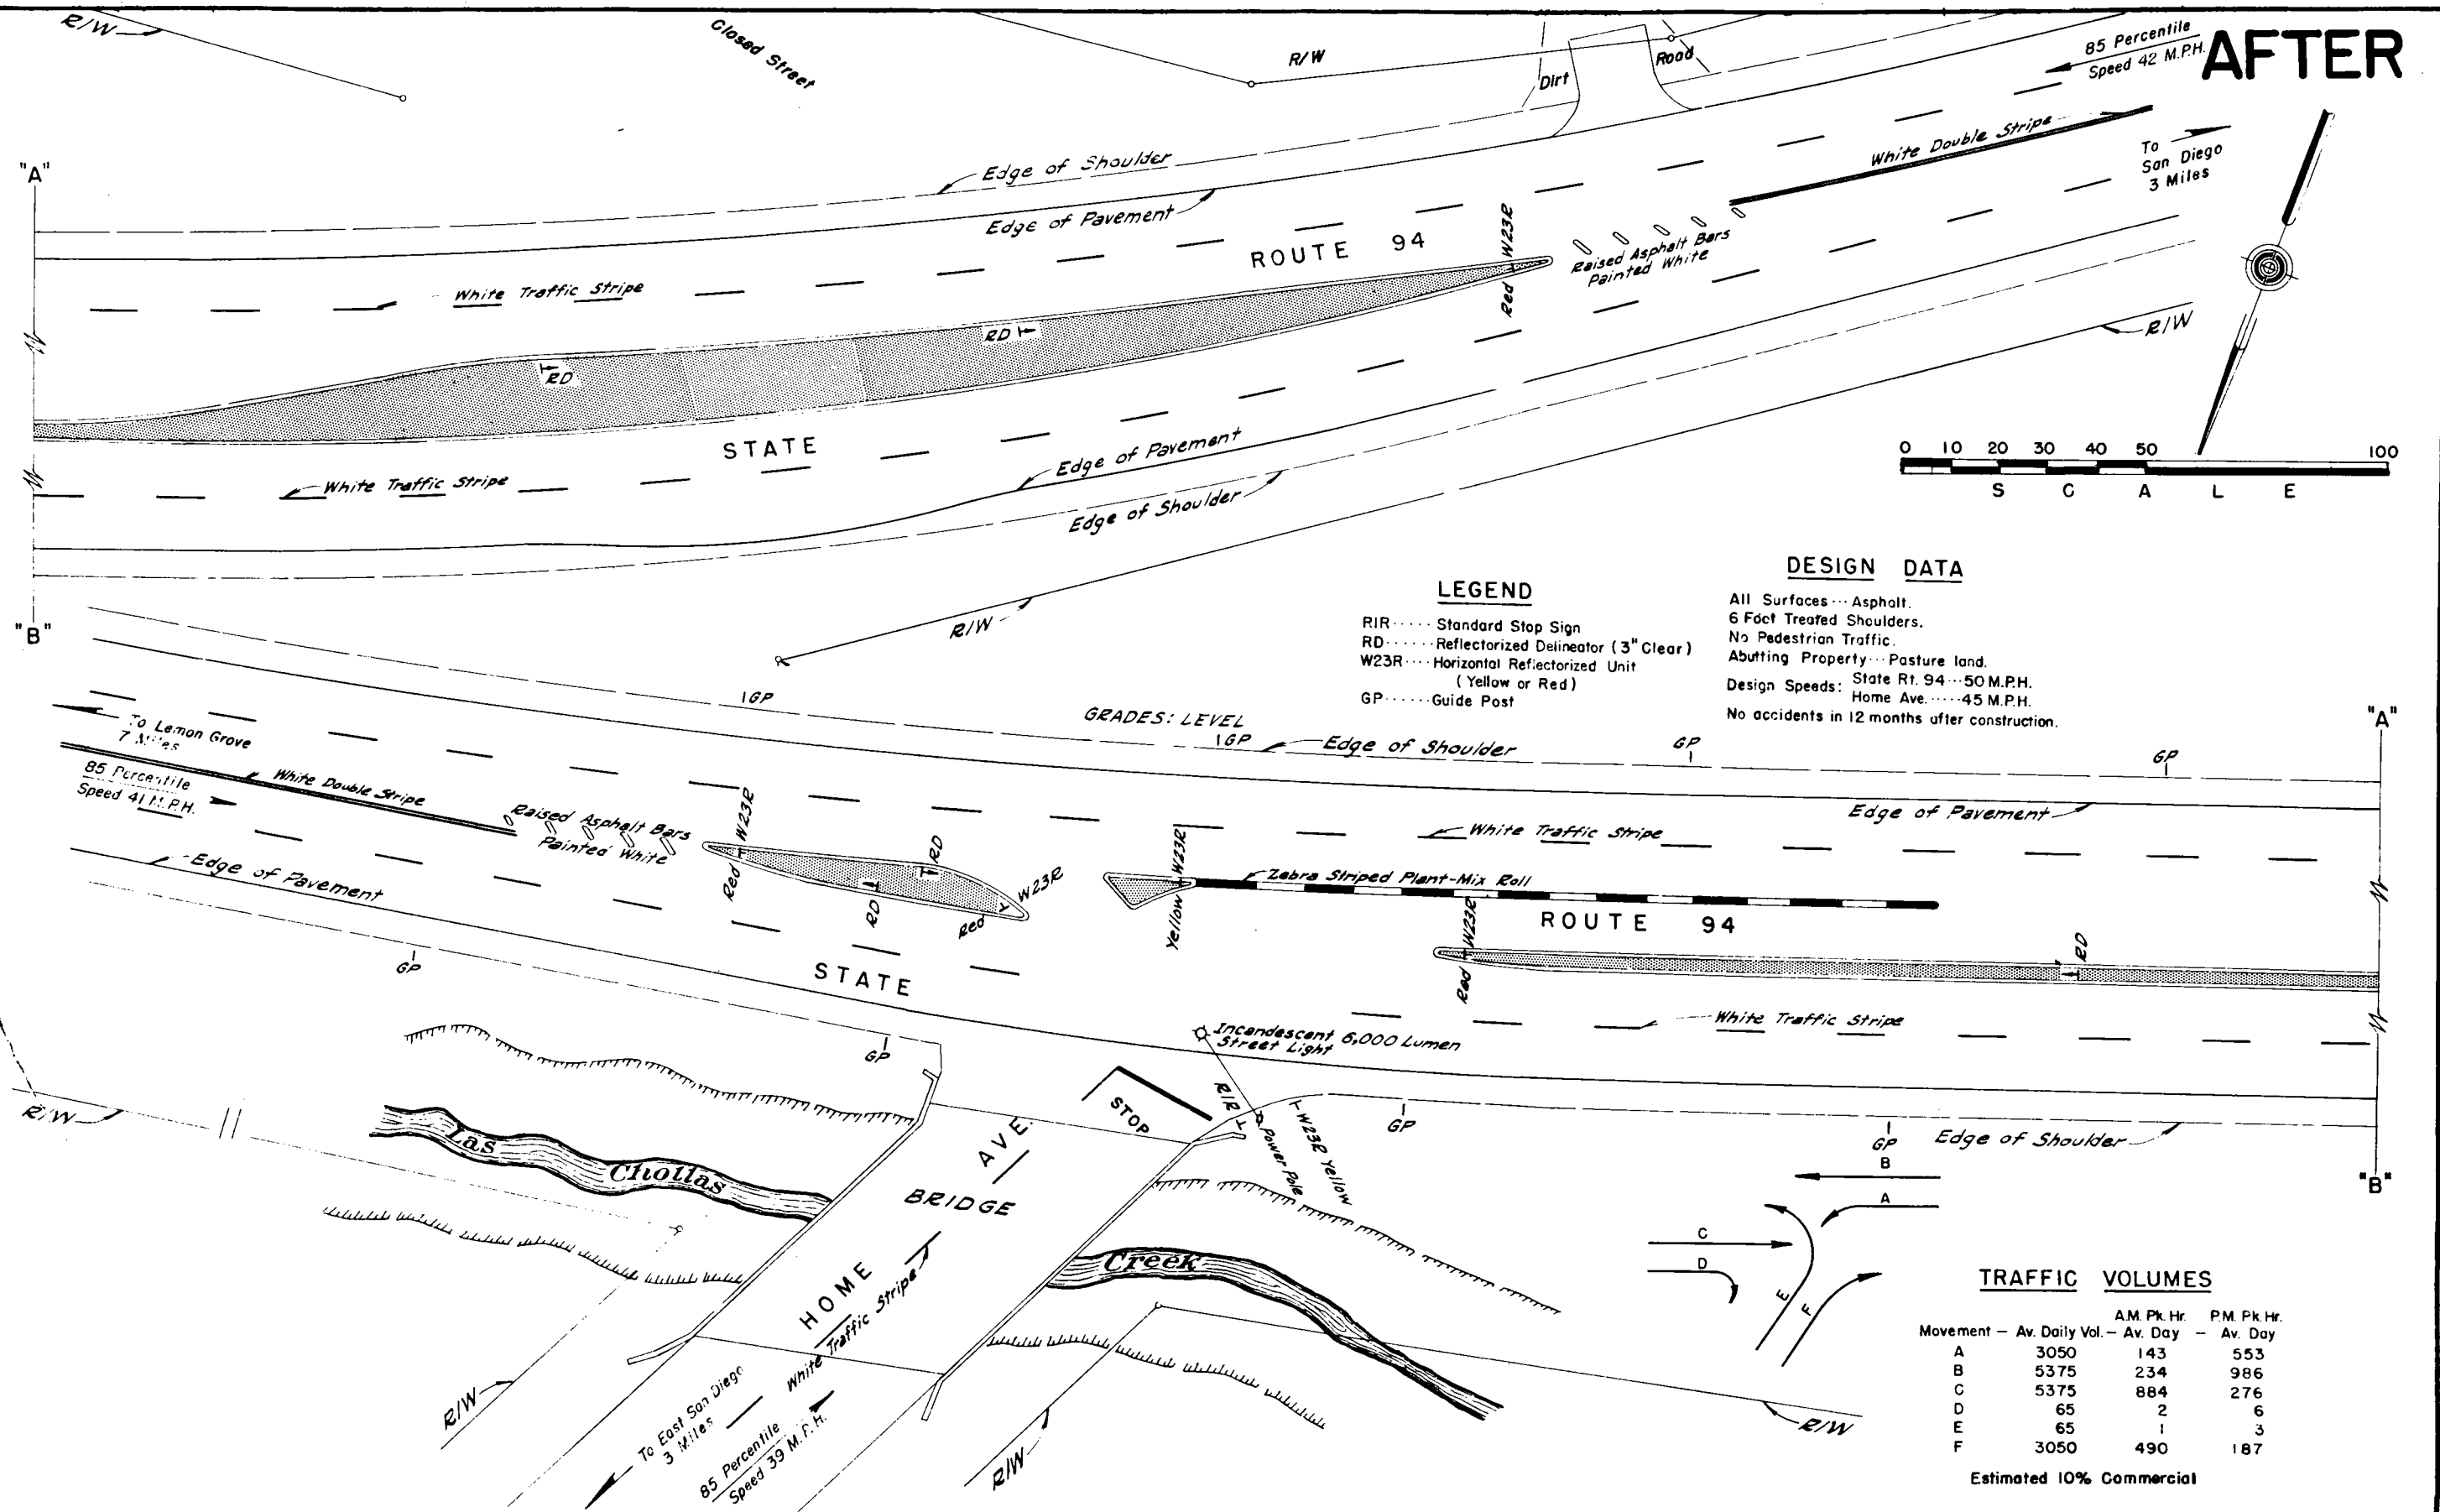 AFTER
R/W
Closed Street
R/W
Dirt
Road
85 Percentile
Speed 42 M.P.H.
White Double Stripe
To
San Diego
3 Miles
"A"
Edge of Shoulder
Edge of Pavement
ROUTE 94
Red W23R
Raised Asphalt Bars
Painted White
White Traffic Stripe
RD
RD
R/W
STATE
Edge of Pavement
White Traffic Stripe
Edge of Shoulder
0 10 20 30 40 50 100
S C A L E
"B"
R/W
LEGEND
RIR ..... Standard Stop Sign
RD ...... Reflectorized Delineator (3" Clear)
W23R .... Horizontal Reflectorized Unit
(Yellow or Red)
GP ...... Guide Post
DESIGN DATA
All Surfaces ... Asphalt.
6 Foot Treated Shoulders.
No Pedestrian Traffic.
Abutting Property ... Pasture land.
Design Speeds: State Rt. 94 ... 50 M.P.H.
Home Ave. ..... 45 M.P.H.
No accidents in 12 months after construction.
GP
GRADES: LEVEL
GP
Edge of Shoulder
GP
GP
"A"
To Lemon Grove
7 Miles
85 Percentile
Speed 41 M.P.H.
White Double Stripe
Raised Asphalt Bars
Painted White
Edge of Pavement
Red W23R
RD
RD
Red W23R
Yellow W23R
Zebra Striped Plant-Mix Roll
White Traffic Stripe
Edge of Pavement
ROUTE 94
Red W23R
RD
GP
STATE
GP
White Traffic Stripe
Incandescent 6,000 Lumen
Street Light
R/W
STOP
RIR
Power Pole
W23R Yellow
GP
GP
Edge of Shoulder
"B"
Las Chollas Creek
HOME AVE.
BRIDGE
White Traffic Stripe
R/W
To East San Diego
3 Miles
85 Percentile
Speed 39 M.P.H.
R/W
R/W
B
A
C
D
E
F
TRAFFIC VOLUMES
A.M. Pk. Hr. P.M. Pk. Hr.
Movement – Av. Daily Vol. – Av. Day – Av. Day
A 3050 143 553
B 5375 234 986
C 5375 884 276
D 65 2 6
E 65 1 3
F 3050 490 187
Estimated 10% Commercial